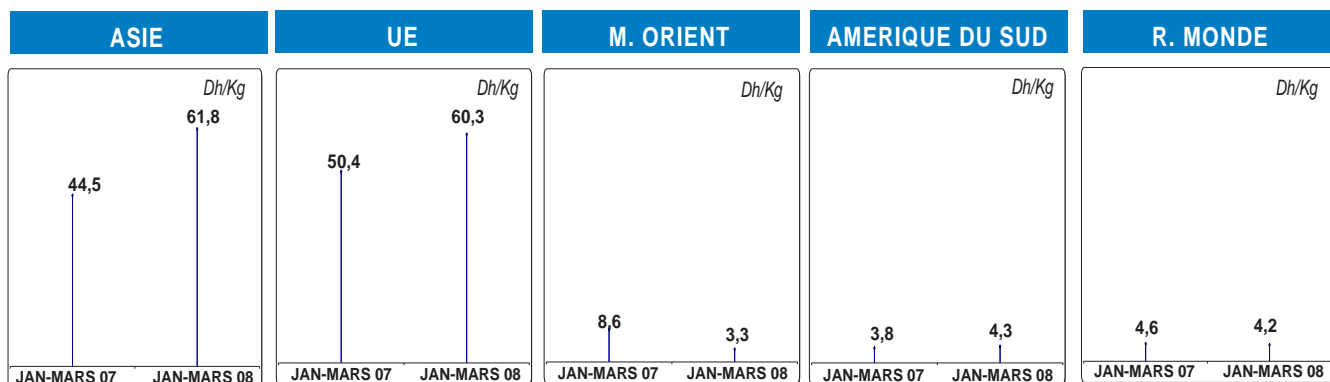 ASIE
Dh/Kg
61,8
44,5
JAN-MARS 07 JAN-MARS 08
UE
Dh/Kg
60,3
50,4
JAN-MARS 07 JAN-MARS 08
M. ORIENT
Dh/Kg
8,6
3,3
JAN-MARS 07 JAN-MARS 08
AMERIQUE DU SUD
Dh/Kg
3,8
4,3
JAN-MARS 07 JAN-MARS 08
R. MONDE
Dh/Kg
4,6
4,2
JAN-MARS 07 JAN-MARS 08